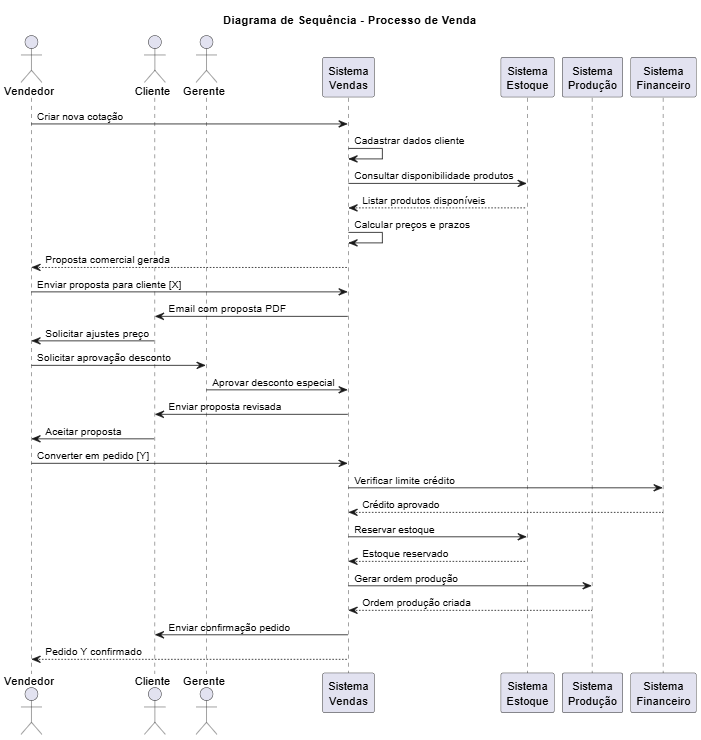 Diagrama de Sequência - Processo de Venda
Vendedor
Cliente
Gerente
Sistema
Vendas
Sistema
Estoque
Sistema
Produção
Sistema
Financeiro
Criar nova cotação
Cadastrar dados cliente
Consultar disponibilidade produtos
Listar produtos disponíveis
Calcular preços e prazos
Proposta comercial gerada
Enviar proposta para cliente [X]
Email com proposta PDF
Solicitar ajustes preço
Solicitar aprovação desconto
Aprovar desconto especial
Enviar proposta revisada
Aceitar proposta
Converter em pedido [Y]
Verificar limite crédito
Crédito aprovado
Reservar estoque
Estoque reservado
Gerar ordem produção
Ordem produção criada
Enviar confirmação pedido
Pedido Y confirmado
Vendedor
Cliente
Gerente
Sistema
Vendas
Sistema
Estoque
Sistema
Produção
Sistema
Financeiro